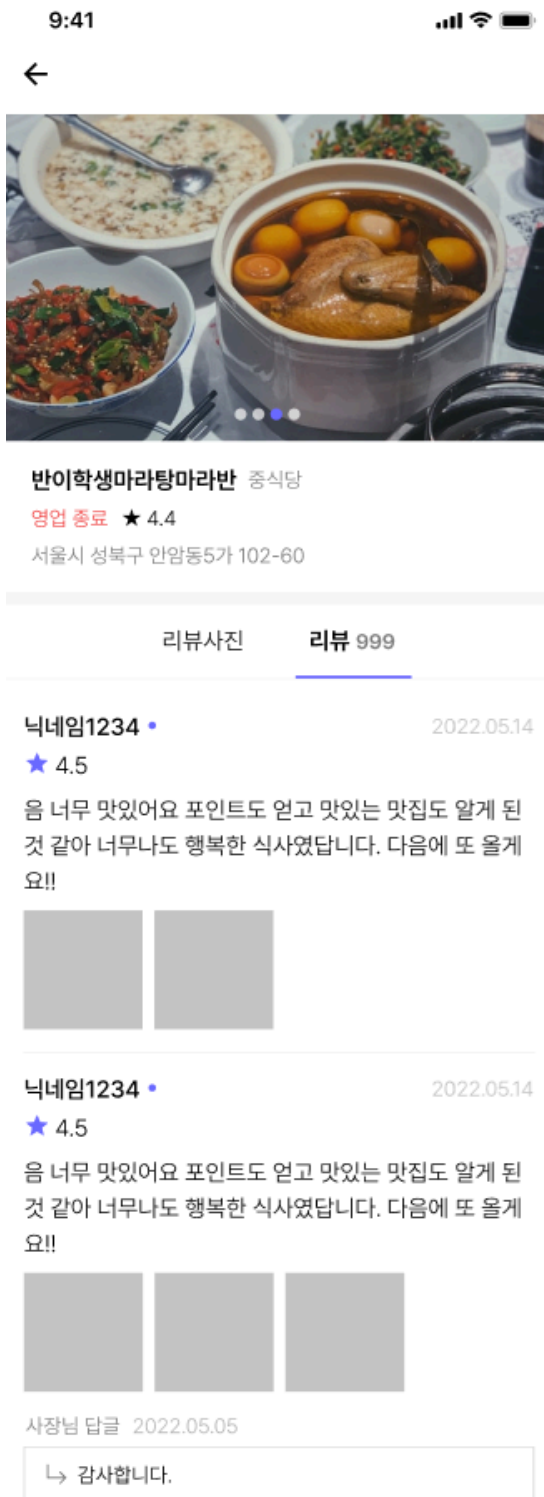 9:41
반이학생마라탕마라반 중식당
영업 종료 ★ 4.4
서울시 성북구 안암동5가 102-60
리뷰사진 리뷰 999
닉네임1234 • 2022.05.14
★ 4.5
음 너무 맛있어요 포인트도 얻고 맛있는 맛집도 알게 된
것 같아 너무나도 행복한 식사였답니다. 다음에 또 올게
요!!
닉네임1234 • 2022.05.14
★ 4.5
음 너무 맛있어요 포인트도 얻고 맛있는 맛집도 알게 된
것 같아 너무나도 행복한 식사였답니다. 다음에 또 올게
요!!
사장님 답글 2022.05.05
감사합니다.